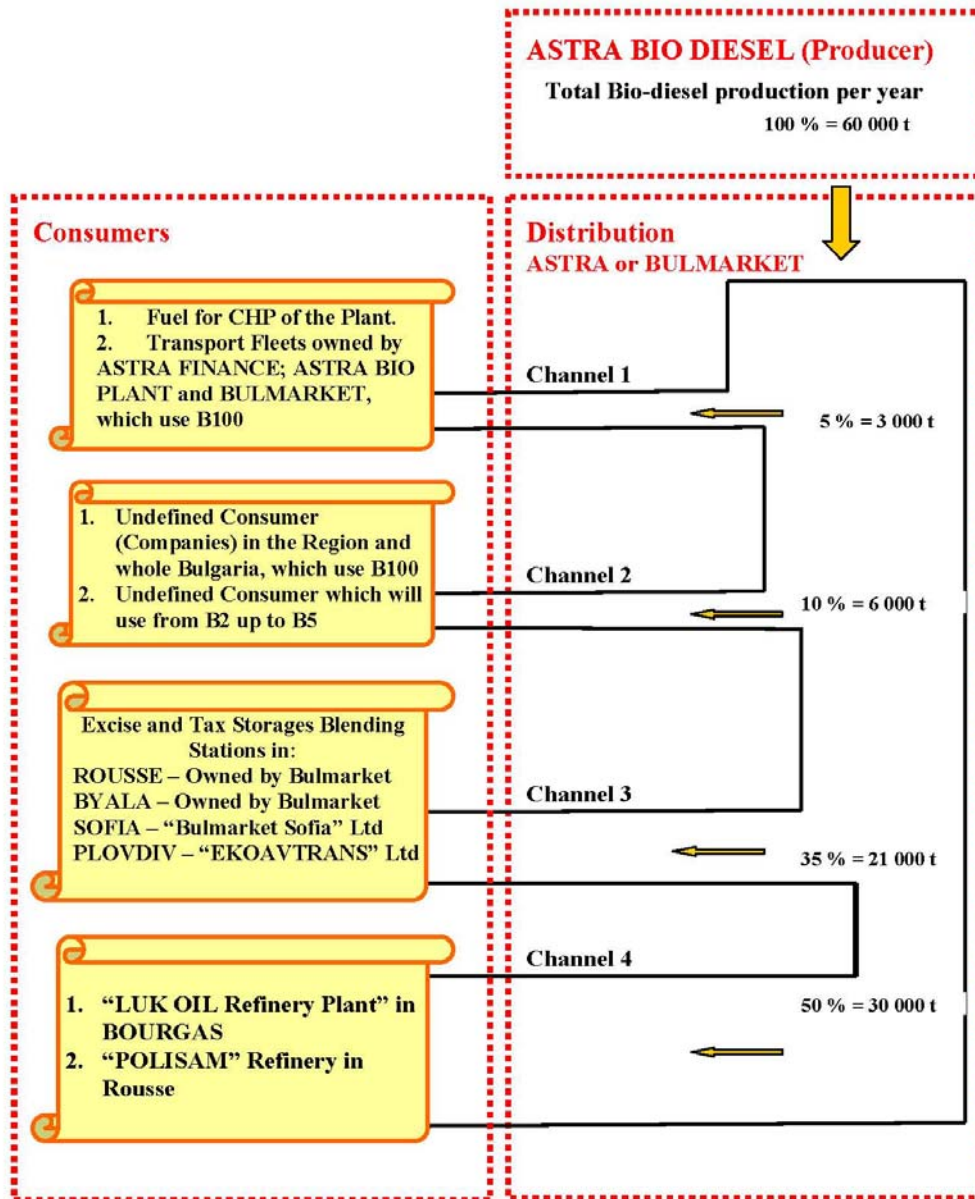 ASTRA BIO DIESEL (Producer)
Total Bio-diesel production per year
100 % = 60 000 t
Consumers
Distribution
ASTRA or BULMARKET
1. Fuel for CHP of the Plant.
2. Transport Fleets owned by
ASTRA FINANCE; ASTRA BIO
PLANT and BULMARKET,
which use B100
Channel 1
5 % = 3 000 t
1. Undefined Consumer
(Companies) in the Region and
whole Bulgaria, which use B100
2. Undefined Consumer which will
use from B2 up to B5
Channel 2
10 % = 6 000 t
Excise and Tax Storages Blending
Stations in:
ROUSSE – Owned by Bulmarket
BYALA – Owned by Bulmarket
SOFIA – “Bulmarket Sofia” Ltd
PLOVDIV – “EKOAVTRANS” Ltd
Channel 3
35 % = 21 000 t
1. “LUK OIL Refinery Plant” in
BOURGAS
2. “POLISAM” Refinery in
Rousse
Channel 4
50 % = 30 000 t